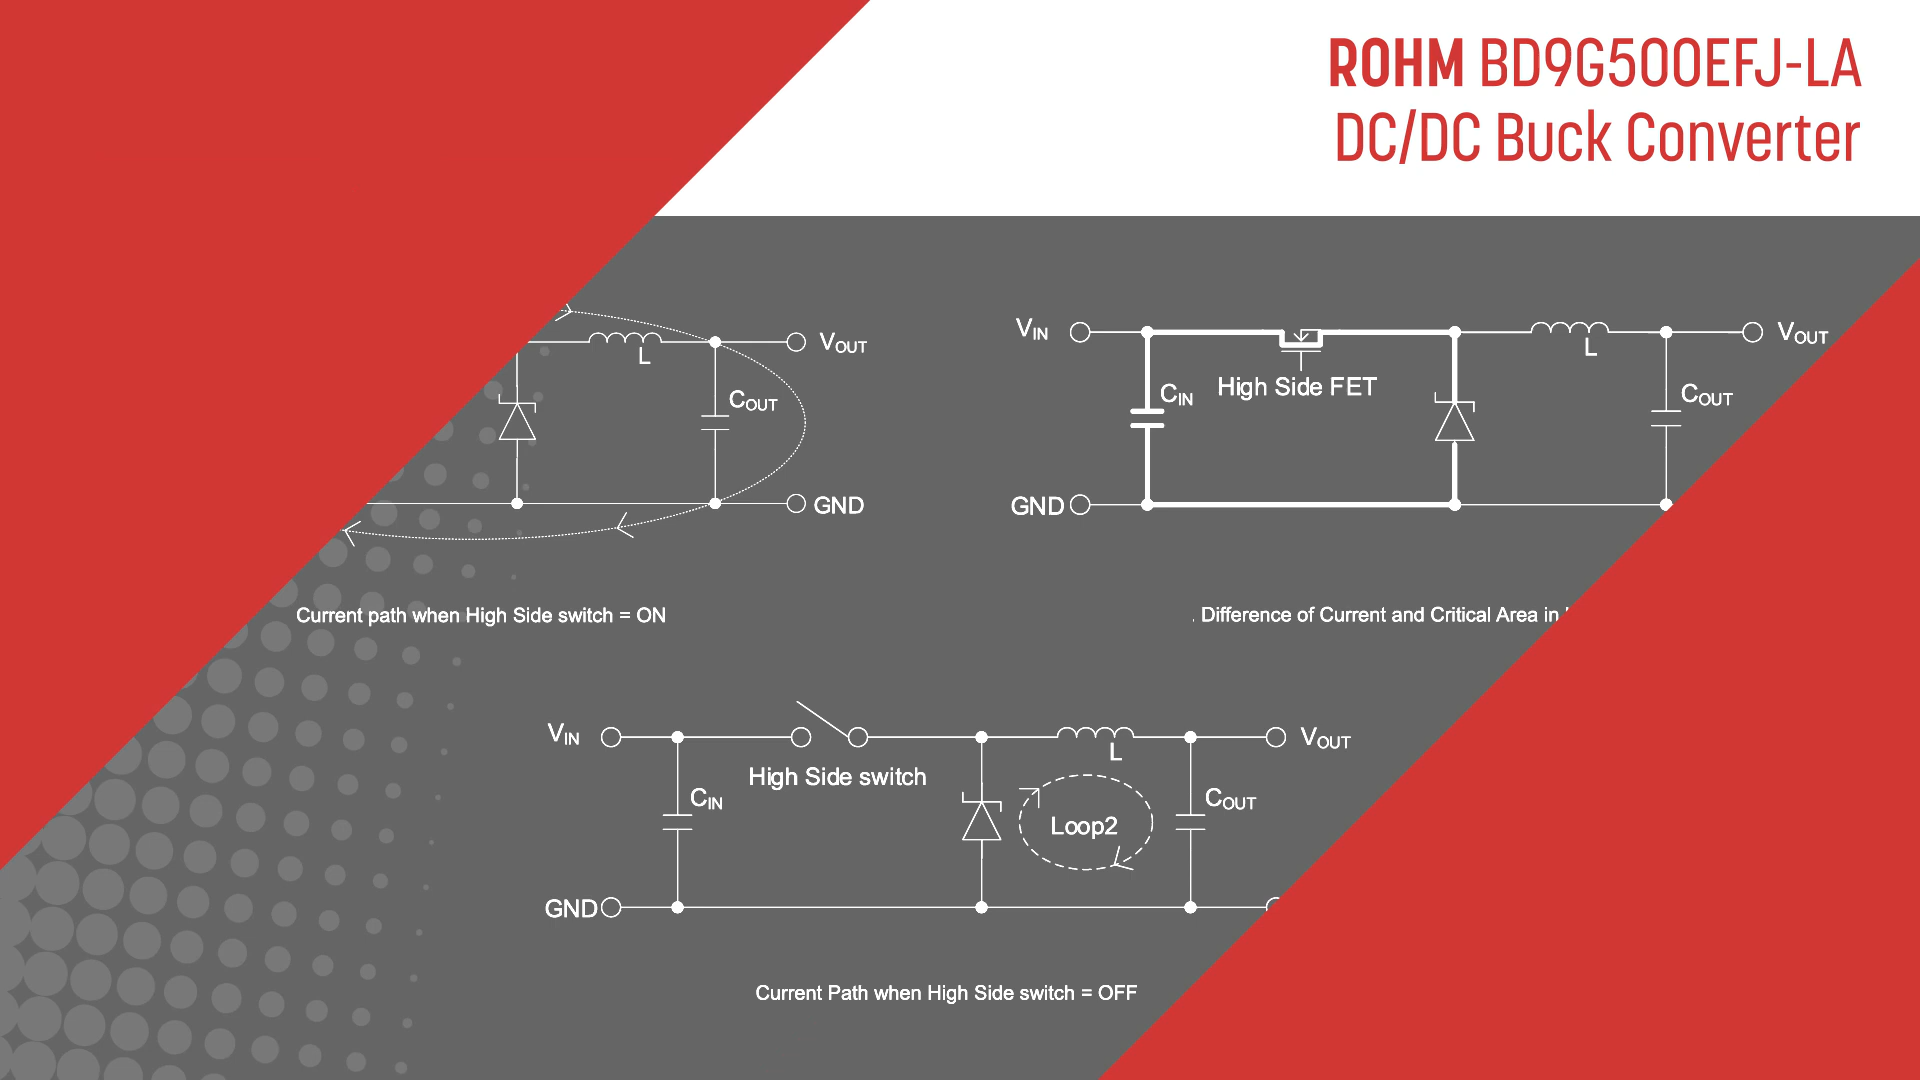 ROHM BD9G500EFJ-LA
DC/DC Buck Converter
L
VOUT
COUT
GND
Current path when High Side switch = ON
VIN
L
VOUT
CIN
High Side FET
COUT
GND
. Difference of Current and Critical Area in
VIN
L
VOUT
High Side switch
CIN
COUT
Loop2
GND
Current Path when High Side switch = OFF